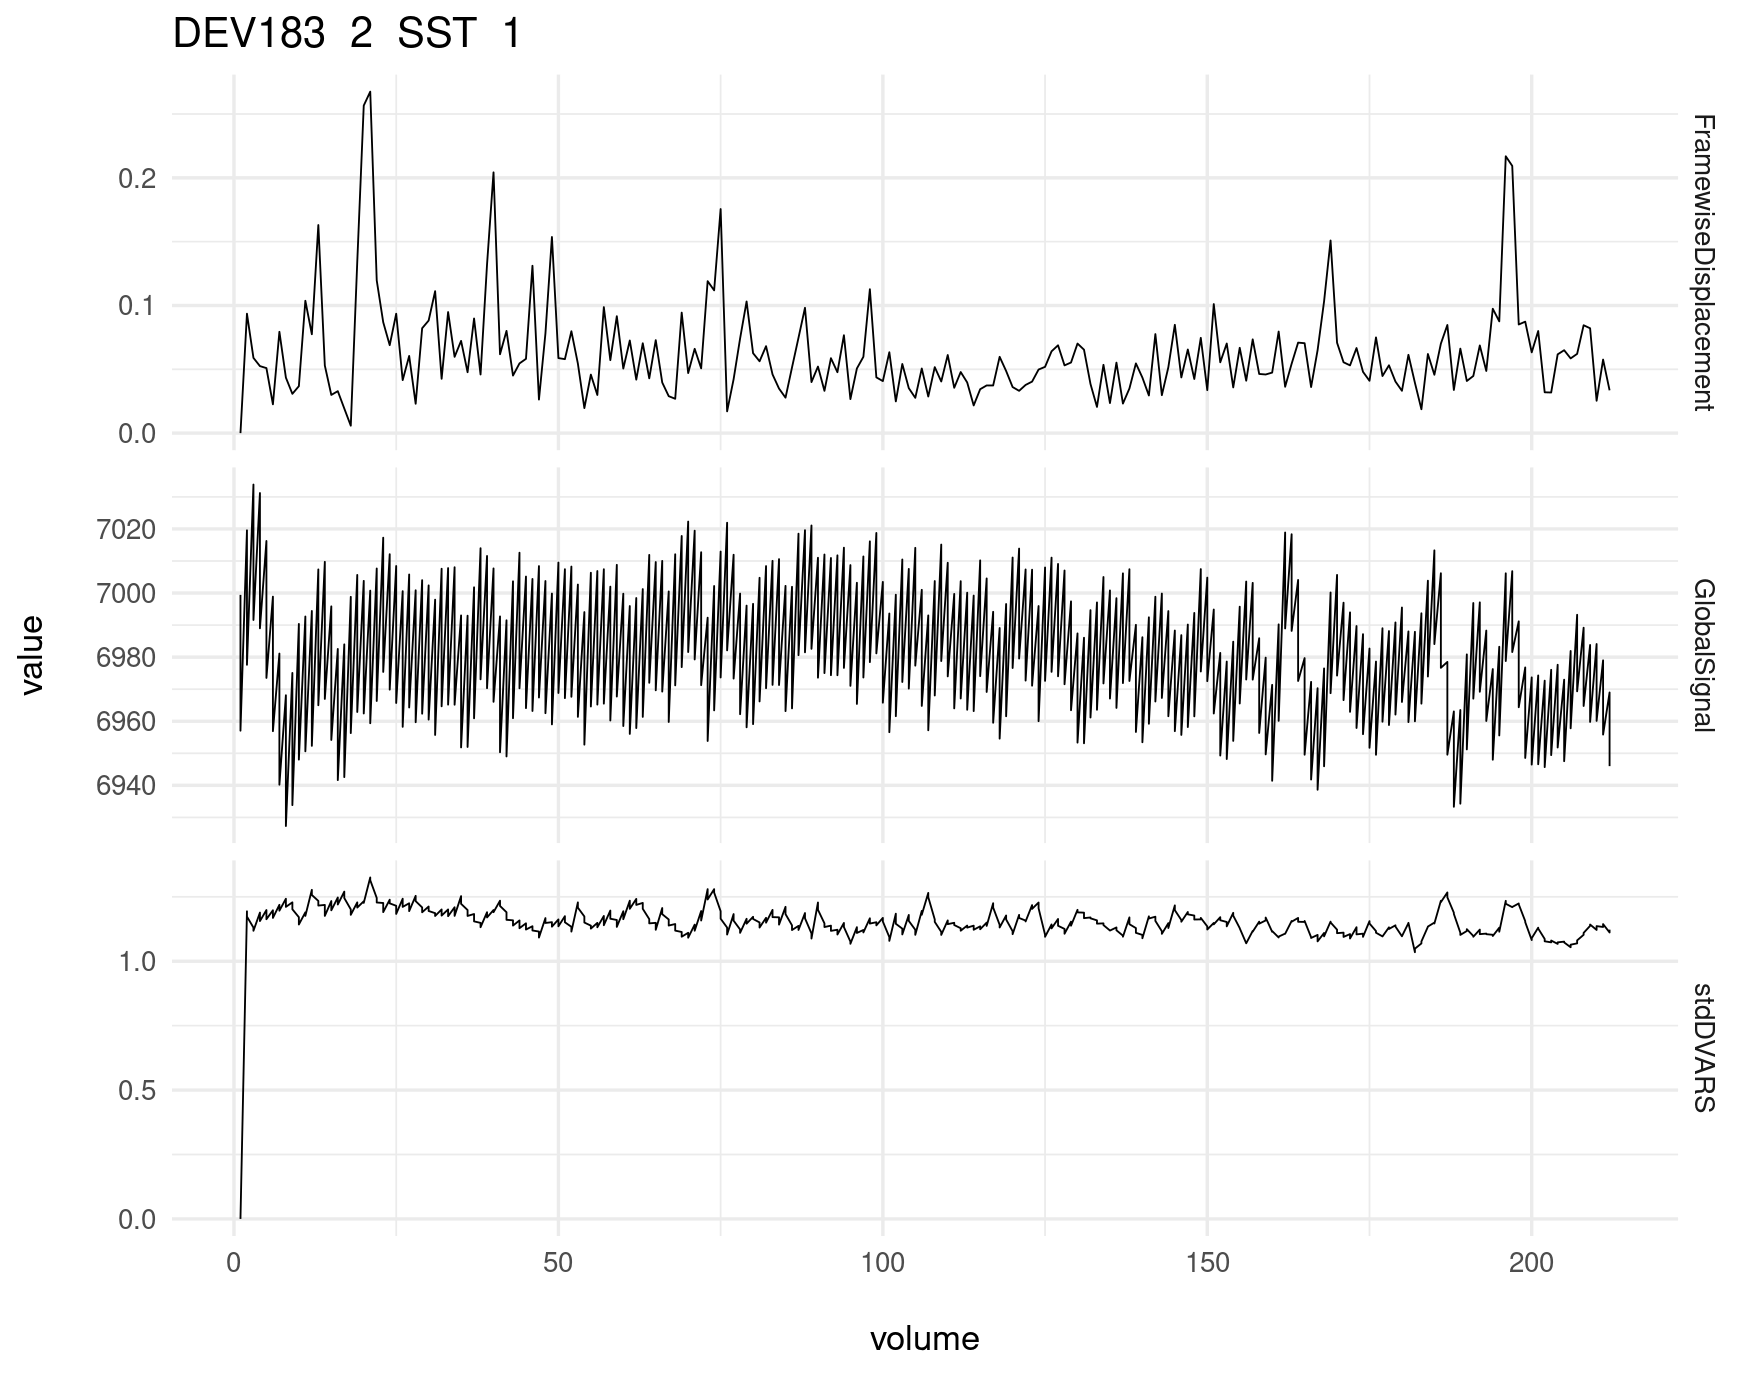 DEV183 2 SST 1
value
0.2
0.1
0.0
FramewiseDisplacement
7020
7000
6980
6960
6940
GlobalSignal
1.0
0.5
0.0
stdDVARS
0 50 100 150 200
volume